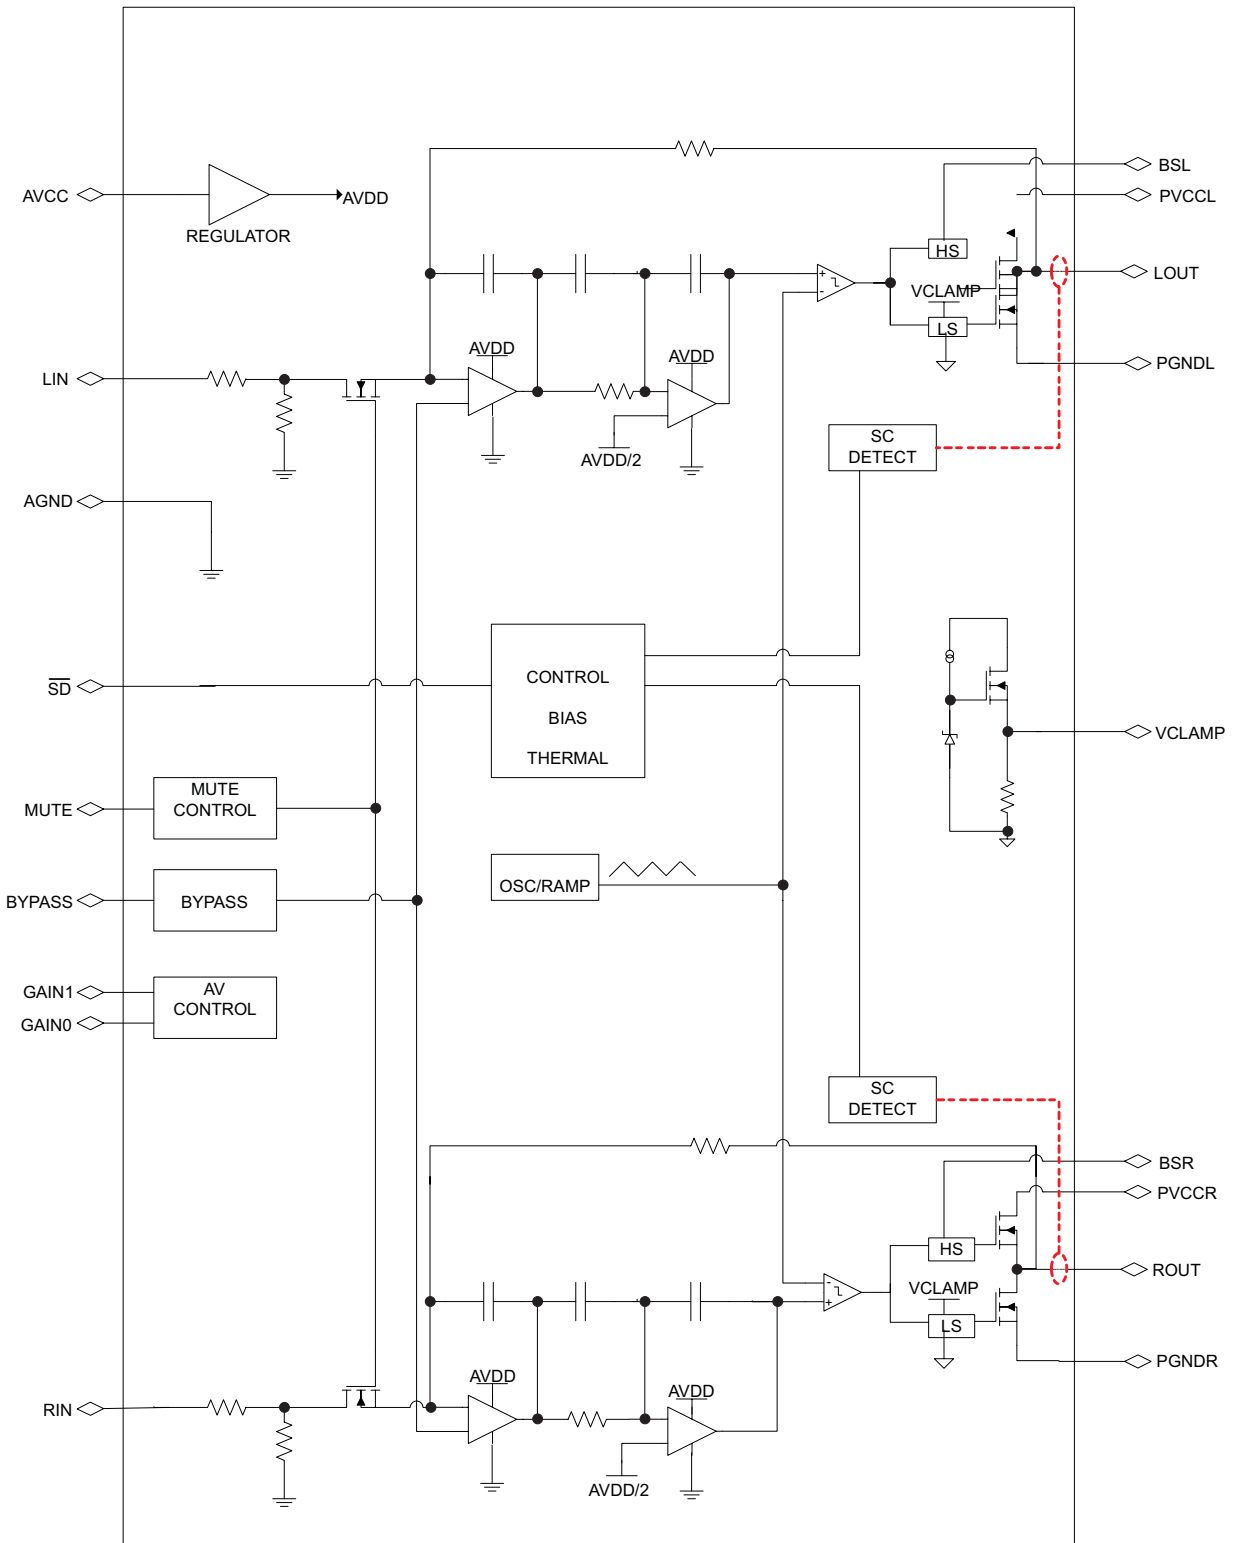 BSL
AVCC
AVDD
PVCCL
REGULATOR
HS
+
-
LOUT
VCLAMP
LS
AVDD
AVDD
PGNDL
LIN
SC
DETECT
AVDD/2
AGND
CONTROL
BIAS
THERMAL
SD
VCLAMP
MUTE
MUTE
CONTROL
OSC/RAMP
BYPASS
BYPASS
GAIN1
GAIN0
AV
CONTROL
SC
DETECT
BSR
PVCCR
HS
-
+
ROUT
VCLAMP
LS
PGNDR
AVDD
AVDD
RIN
AVDD/2